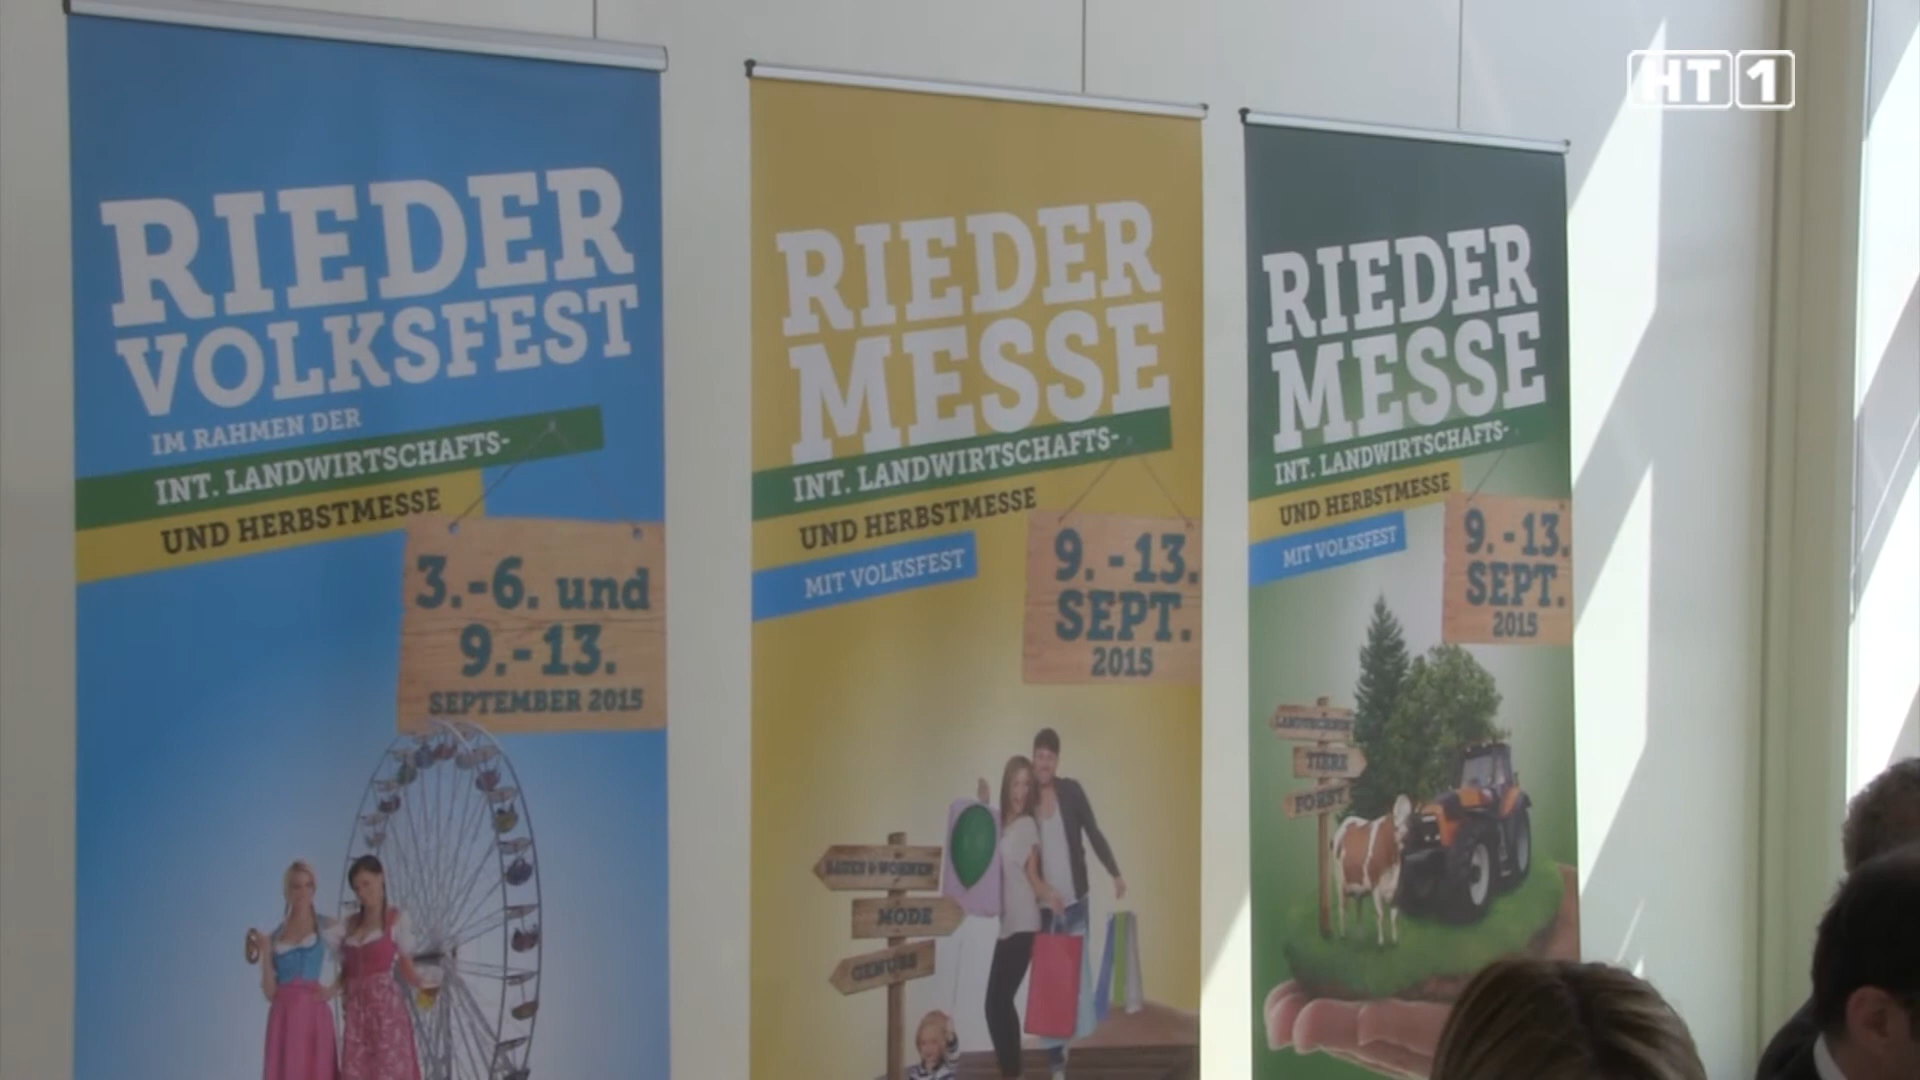 HT1
RIEDER
VOLKSFEST
IM RAHMEN DER
INT. LANDWIRTSCHAFTS-
UND HERBSTMESSE
3.-6. und
9.-13.
SEPTEMBER 2015
RIEDER
MESSE
INT. LANDWIRTSCHAFTS-
UND HERBSTMESSE
MIT VOLKSFEST
9.-13.
SEPT.
2015
BAUEN & WOHNEN
MODE
GENUSS
RIEDER
MESSE
INT. LANDWIRTSCHAFTS-
UND HERBSTMESSE
MIT VOLKSFEST
9.-13.
SEPT.
2015
LANDTECHNIK
TIERE
FORST